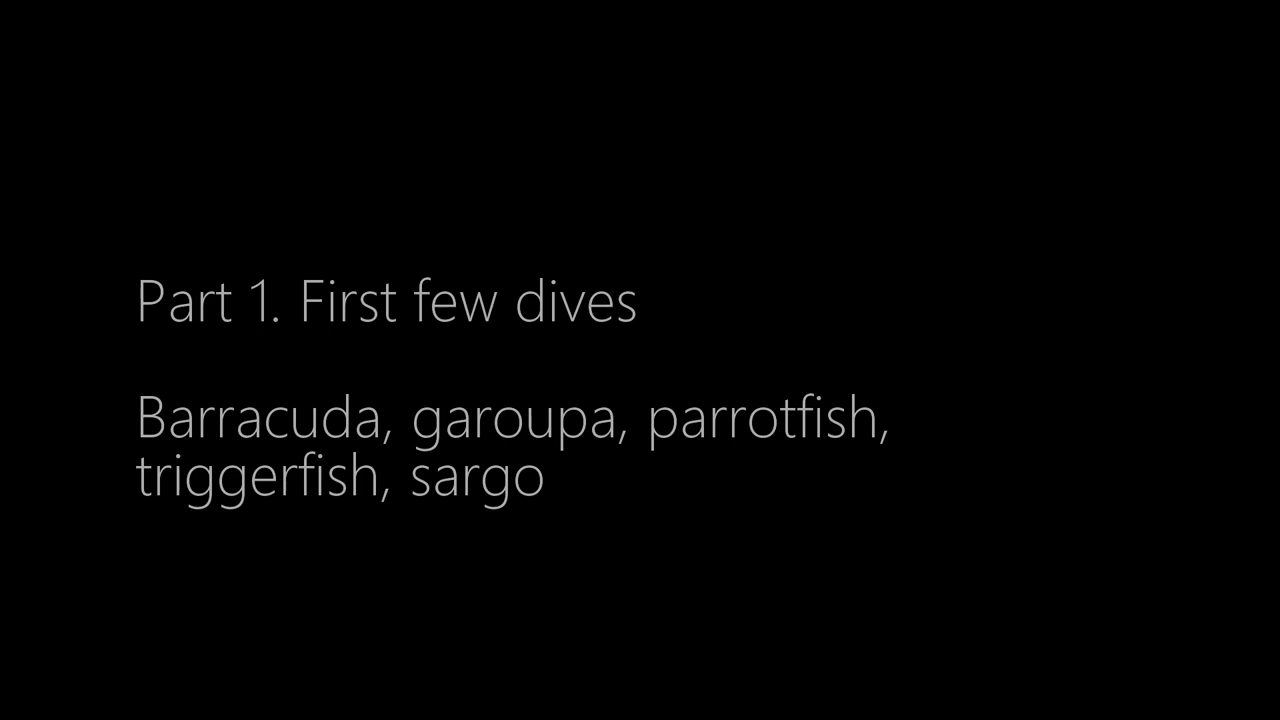 Part 1. First few dives
Barracuda, garoupa, parrotfish,
triggerfish, sargo